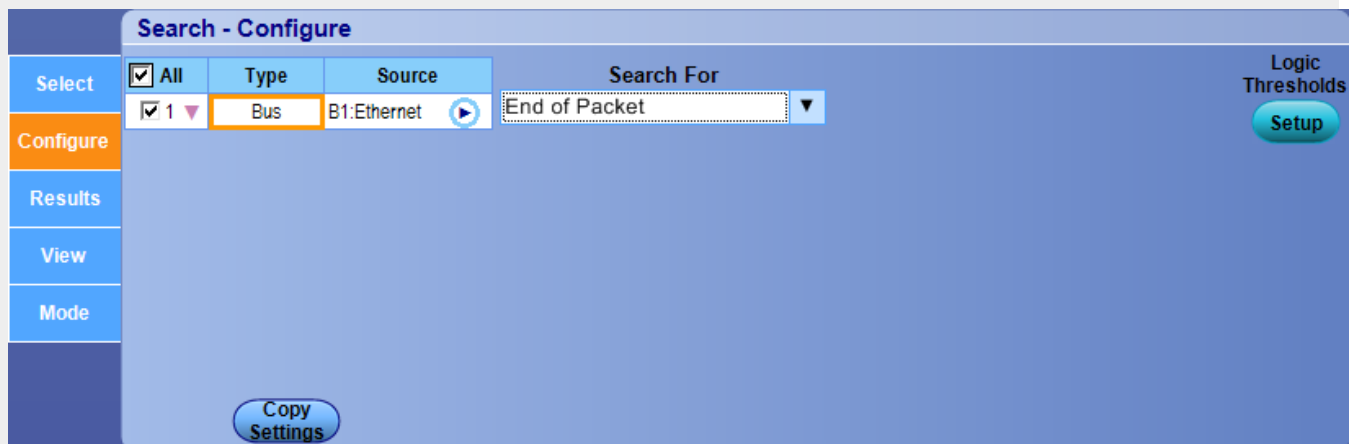 Search - Configure
Select
Configure
Results
View
Mode
All Type Source
1 Bus B1:Ethernet
Search For
End of Packet
Logic
Thresholds
Setup
Copy
Settings